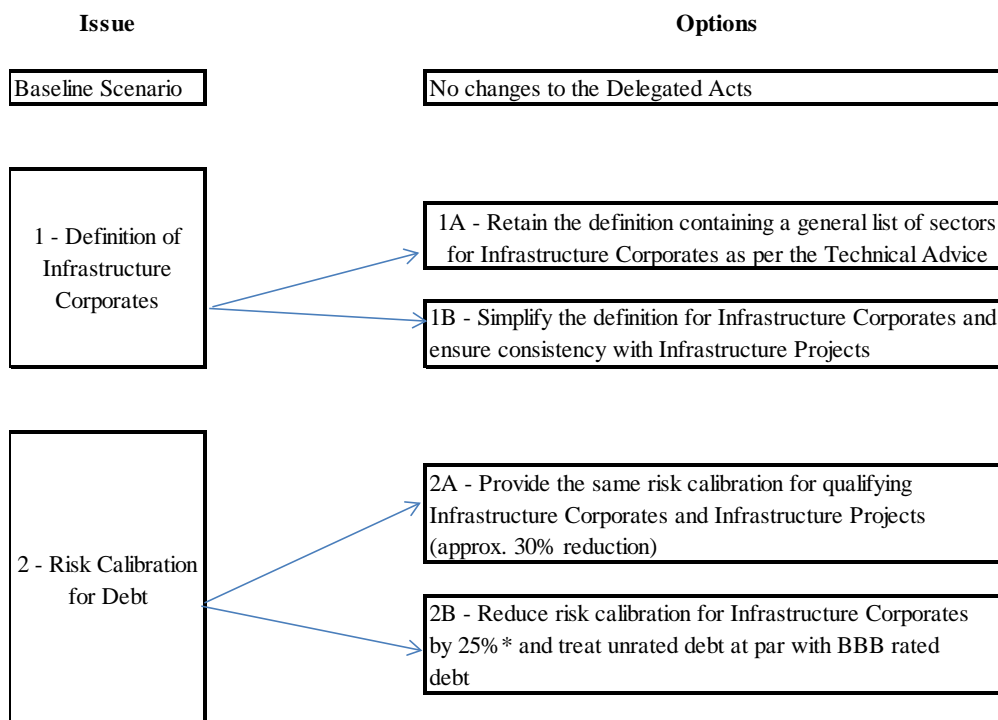 Issue
Options
Baseline Scenario
No changes to the Delegated Acts
1 - Definition of
Infrastructure
Corporates
1A - Retain the definition containing a general list of sectors
for Infrastructure Corporates as per the Technical Advice
1B - Simplify the definition for Infrastructure Corporates and
ensure consistency with Infrastructure Projects
2 - Risk Calibration
for Debt
2A - Provide the same risk calibration for qualifying
Infrastructure Corporates and Infrastructure Projects
(approx. 30% reduction)
2B - Reduce risk calibration for Infrastructure Corporates
by 25%* and treat unrated debt at par with BBB rated
debt